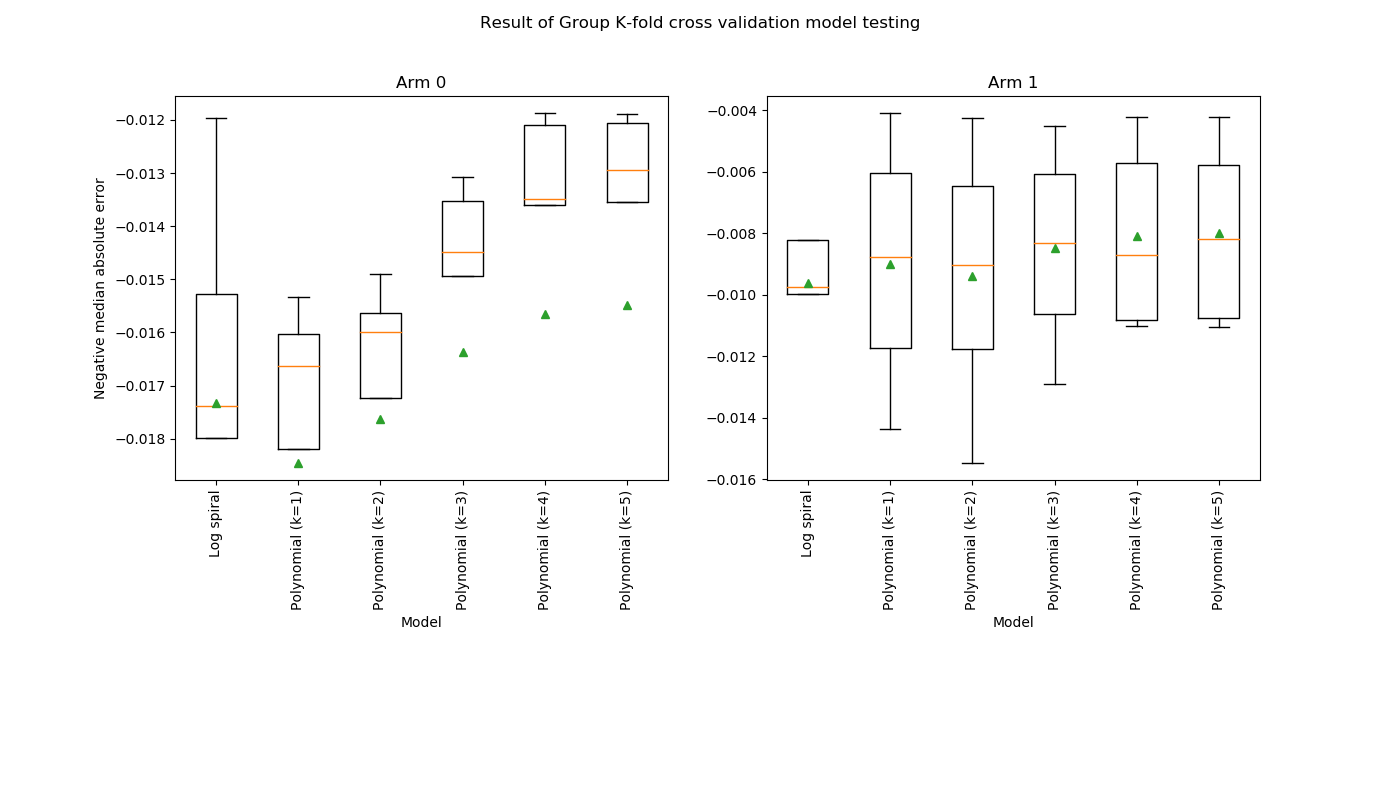 Result of Group K-fold cross validation model testing
Arm 0
Negative median absolute error
−0.012
−0.013
−0.014
−0.015
−0.016
−0.017
−0.018
Log spiral
Polynomial (k=1)
Polynomial (k=2)
Polynomial (k=3)
Polynomial (k=4)
Polynomial (k=5)
Model
Arm 1
−0.004
−0.006
−0.008
−0.010
−0.012
−0.014
−0.016
Log spiral
Polynomial (k=1)
Polynomial (k=2)
Polynomial (k=3)
Polynomial (k=4)
Polynomial (k=5)
Model